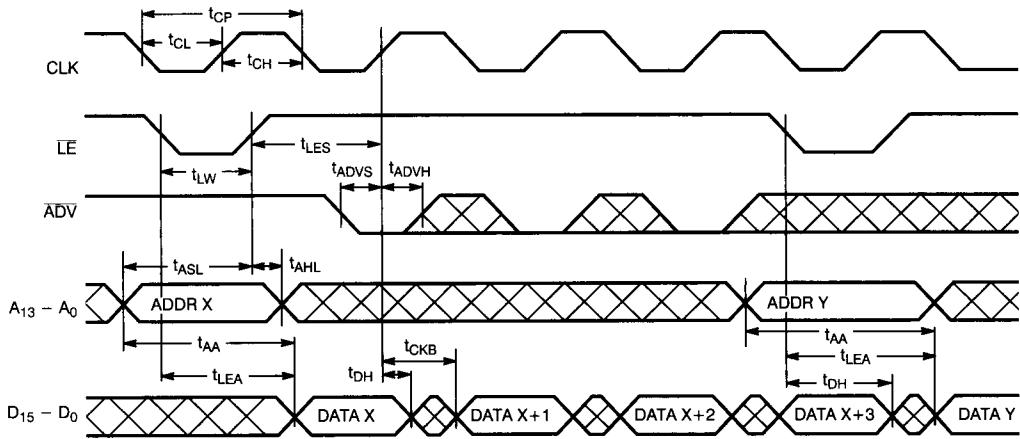 tCP
tCL
tCH
CLK
LE
tLES
tLW
tADVS
tADVH
ADV
tASL
tAHL
A13 – A0
ADDR X
ADDR Y
tAA
tCKB
tAA
tLEA
tDH
tLEA
tDH
D15 – D0
DATA X
DATA X+1
DATA X+2
DATA X+3
DATA Y